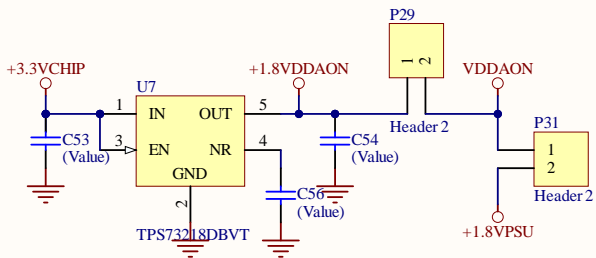 P29
+3.3VCHIP
U7
+1.8VDDAON
1
2
VDDAON
1
IN
OUT
5
P31
C53
(Value)
3
EN
NR
4
C54
(Value)
Header 2
1
2
GND
C56
(Value)
Header 2
2
TPS73218DBVT
+1.8VPSU